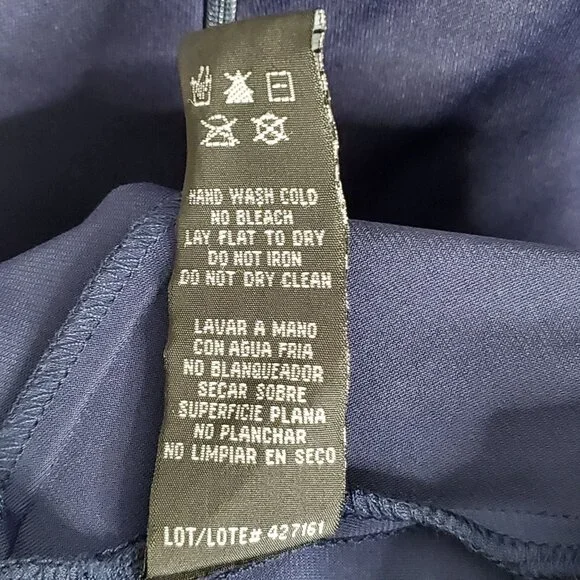 HAND WASH COLD
NO BLEACH
LAY FLAT TO DRY
DO NOT IRON
DO NOT DRY CLEAN
LAVAR A MANO
CON AGUA FRIA
NO BLANQUEADOR
SECAR SOBRE
SUPERFICIE PLANA
NO PLANCHAR
NO LIMPIAR EN SECO
LOT/LOTE# 427161